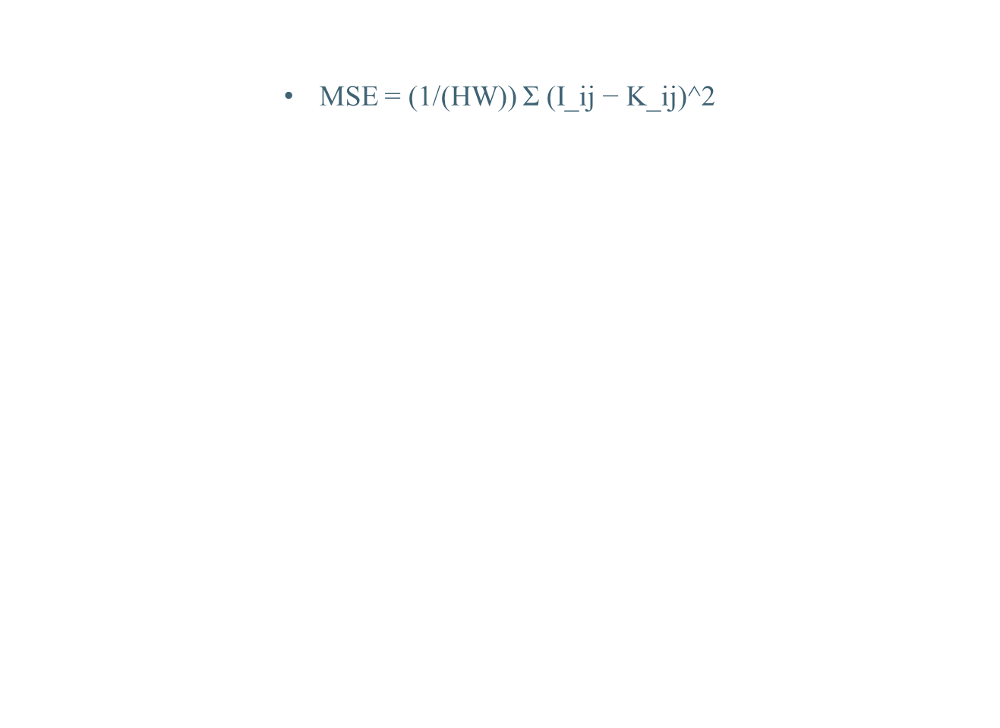 • MSE = (1/(HW)) Σ (I_ij − K_ij)^2